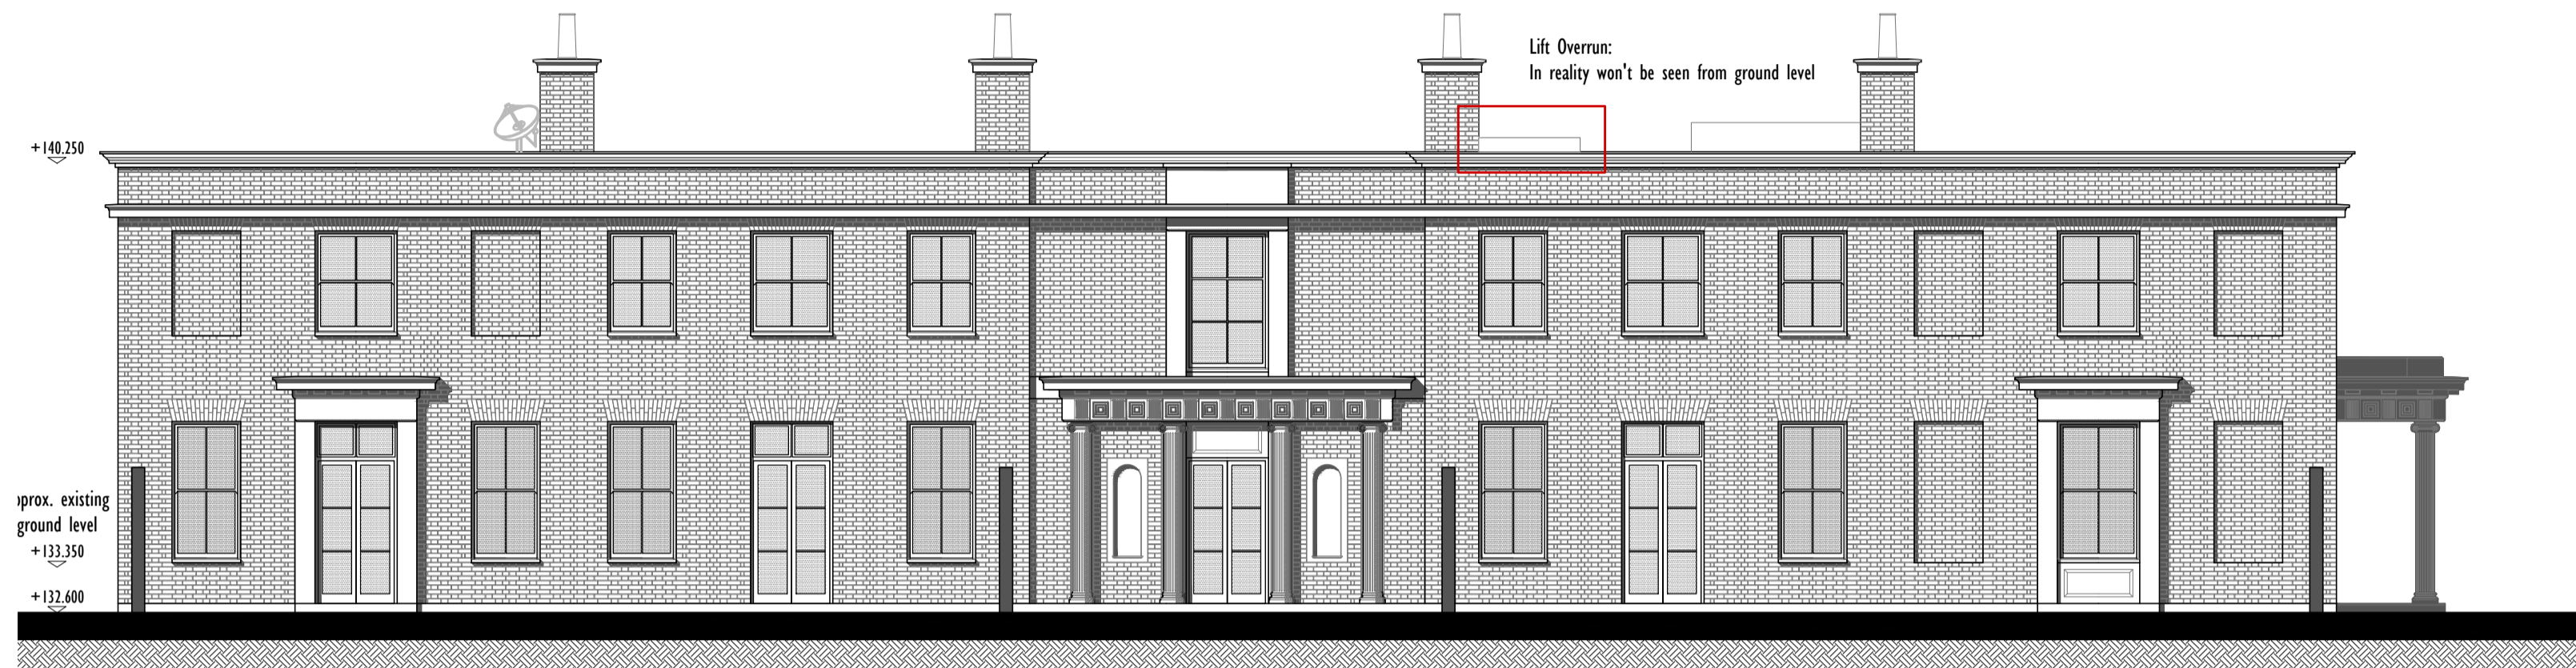 Lift Overrun:
In reality won't be seen from ground level
+140.250
pprox. existing
ground level
+133.350
+132.600